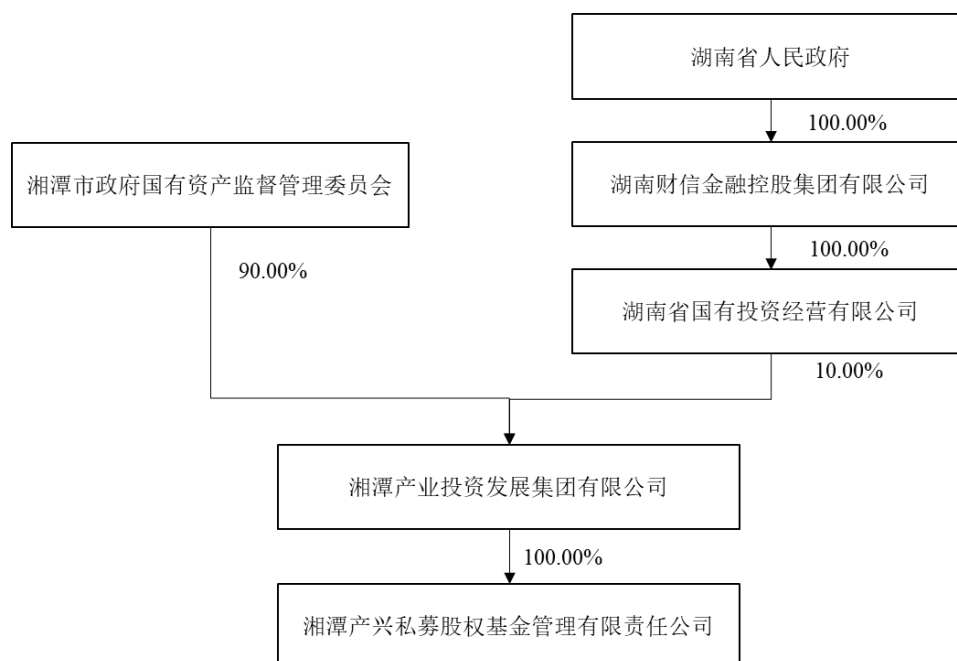 湖南省人民政府
100.00%
湘潭市政府国有资产监督管理委员会
湖南财信金融控股集团有限公司
100.00%
90.00%
湖南省国有投资经营有限公司
10.00%
湘潭产业投资发展集团有限公司
100.00%
湘潭产兴私募股权基金管理有限责任公司